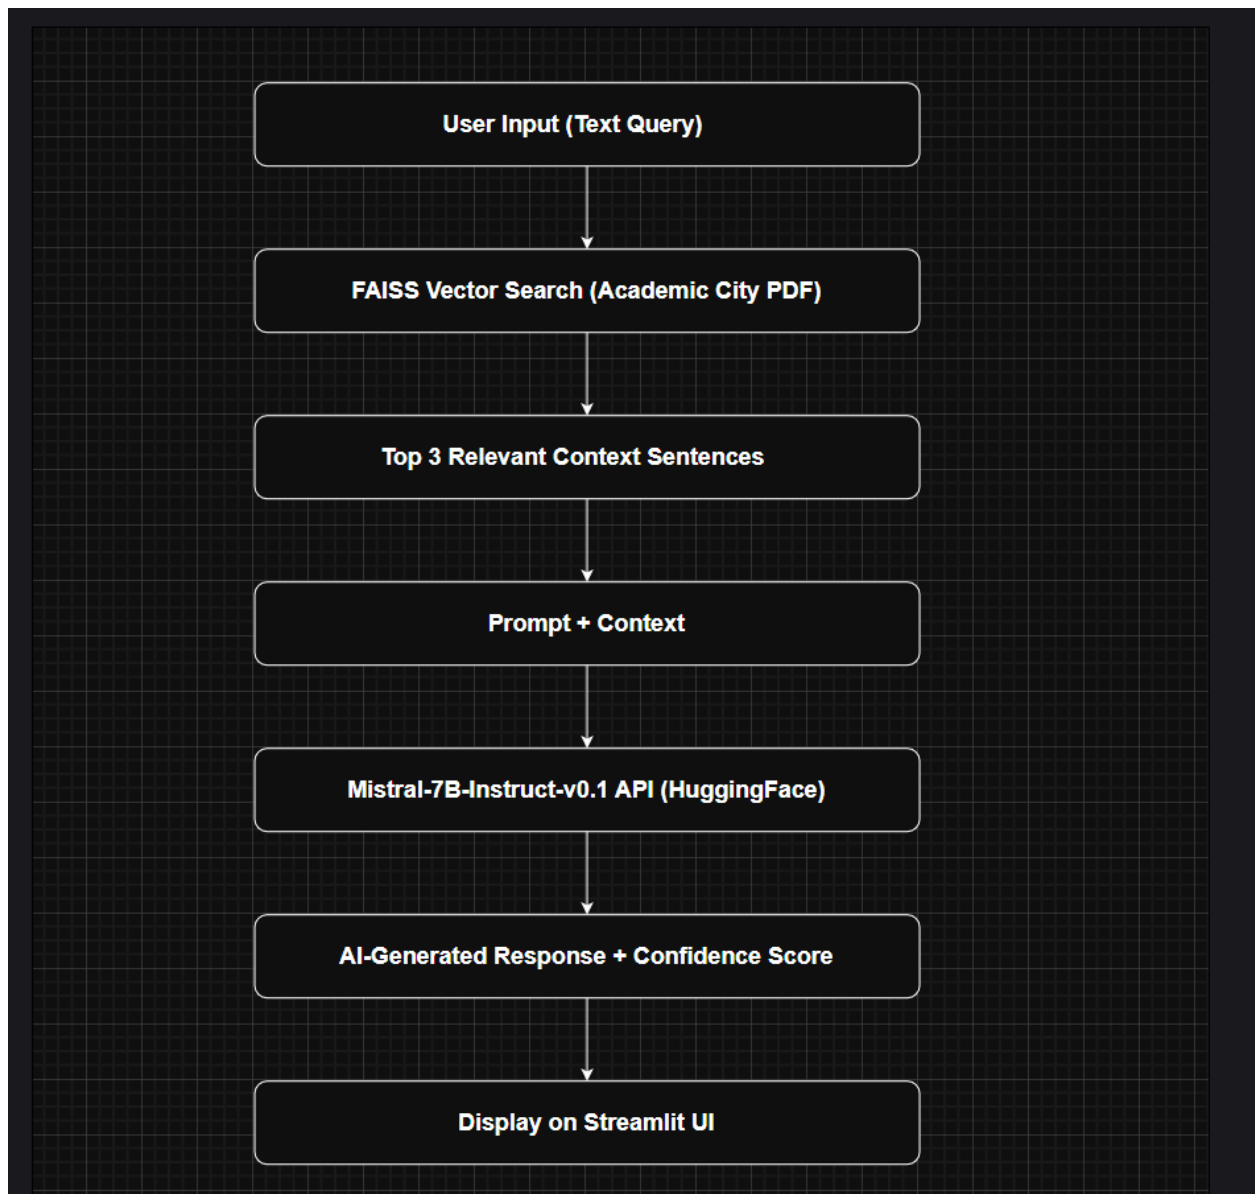 User Input (Text Query)
FAISS Vector Search (Academic City PDF)
Top 3 Relevant Context Sentences
Prompt + Context
Mistral-7B-Instruct-v0.1 API (HuggingFace)
AI-Generated Response + Confidence Score
Display on Streamlit UI